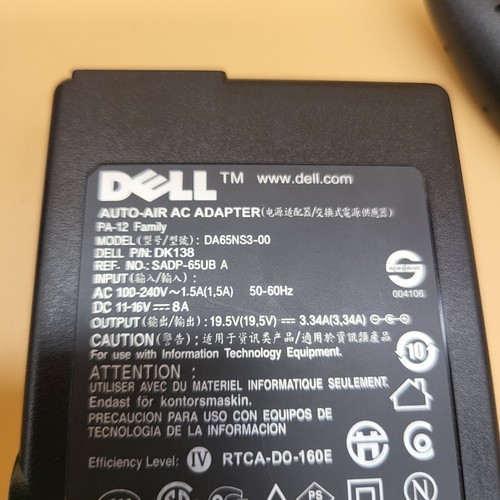 DELL™ www.dell.com
AUTO-AIR AC ADAPTER(电源适配器/交換式電源供應器)
PA-12 Family
MODEL(型号/型號): DA65NS3-00
DELL P/N: DK138
REF. NO.: SADP-65UB A
INPUT(输入/輸入):
AC 100-240V~1.5A(1,5A) 50-60Hz
DC 11-16V ⎓ 8A
OUTPUT(输出/輸出):19.5V(19,5V) ⎓ 3.34A(3,34A)
CAUTION(警告):适用于资讯类产品/適用於資訊類產品
For use with Information Technology Equipment.
ATTENTION :
UTILISER AVEC DU MATERIEL INFORMATIQUE SEULEMENT.
Endast för kontorsmaskin.
PRECAUCION PARA USO CON EQUIPOS DE
TECNOLOGIA DE LA INFORMACIÓN
Efficiency Level: IV RTCA-DO-160E
004106
10
PS
N